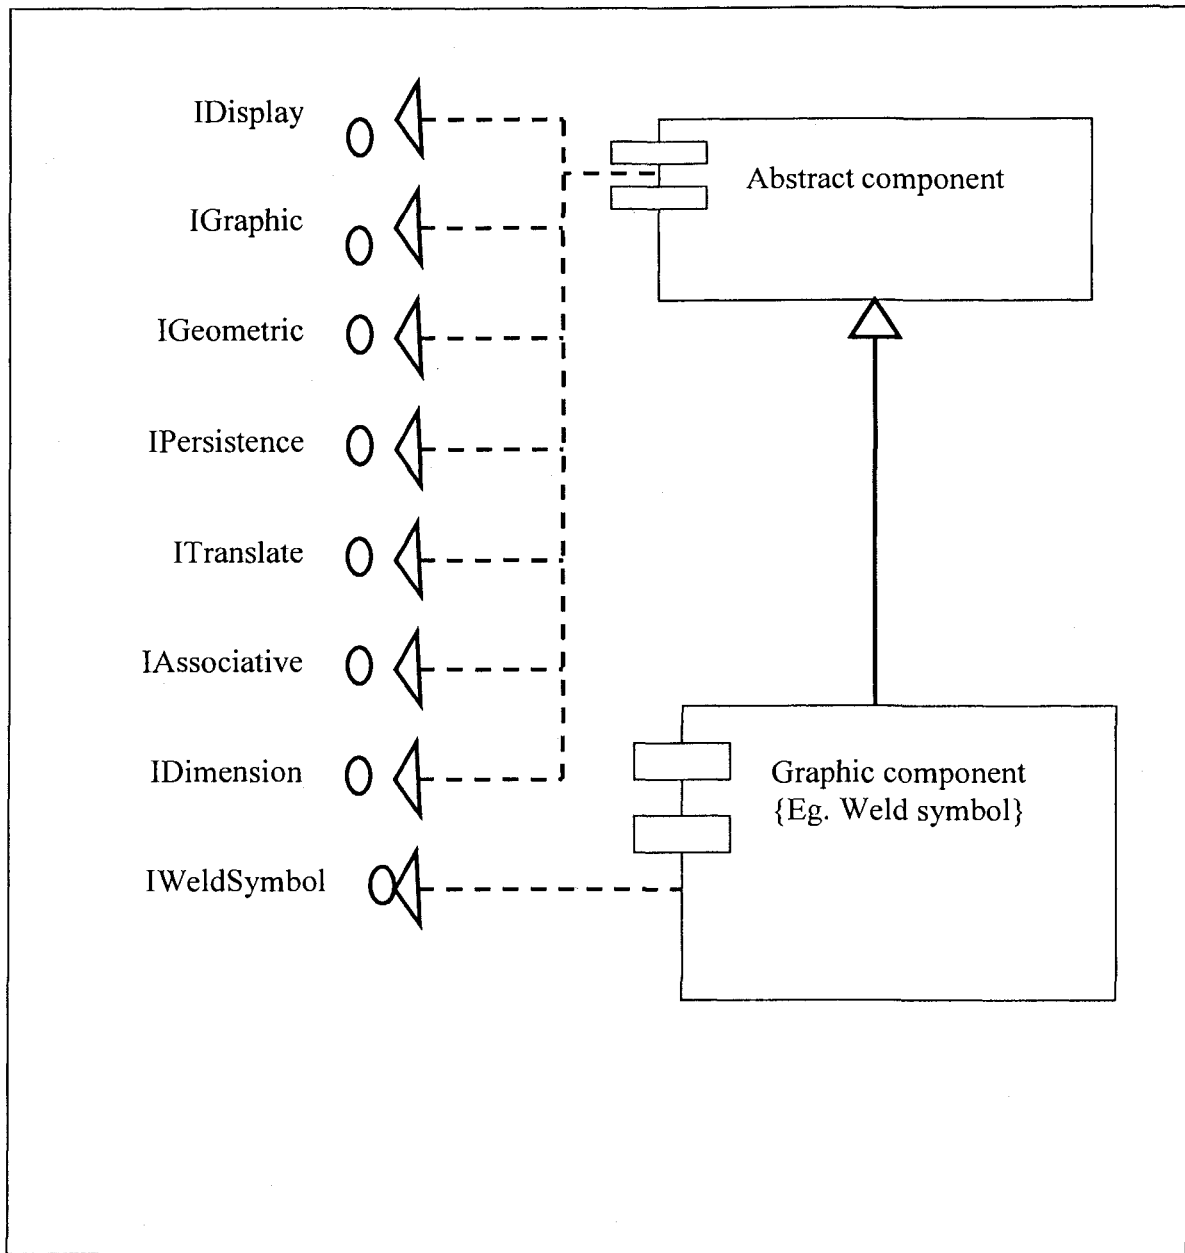 IDisplay
Abstract component
IGraphic
IGeometric
IPersistence
ITranslate
IAssociative
IDimension
Graphic component
{Eg. Weld symbol}
IWeldSymbol